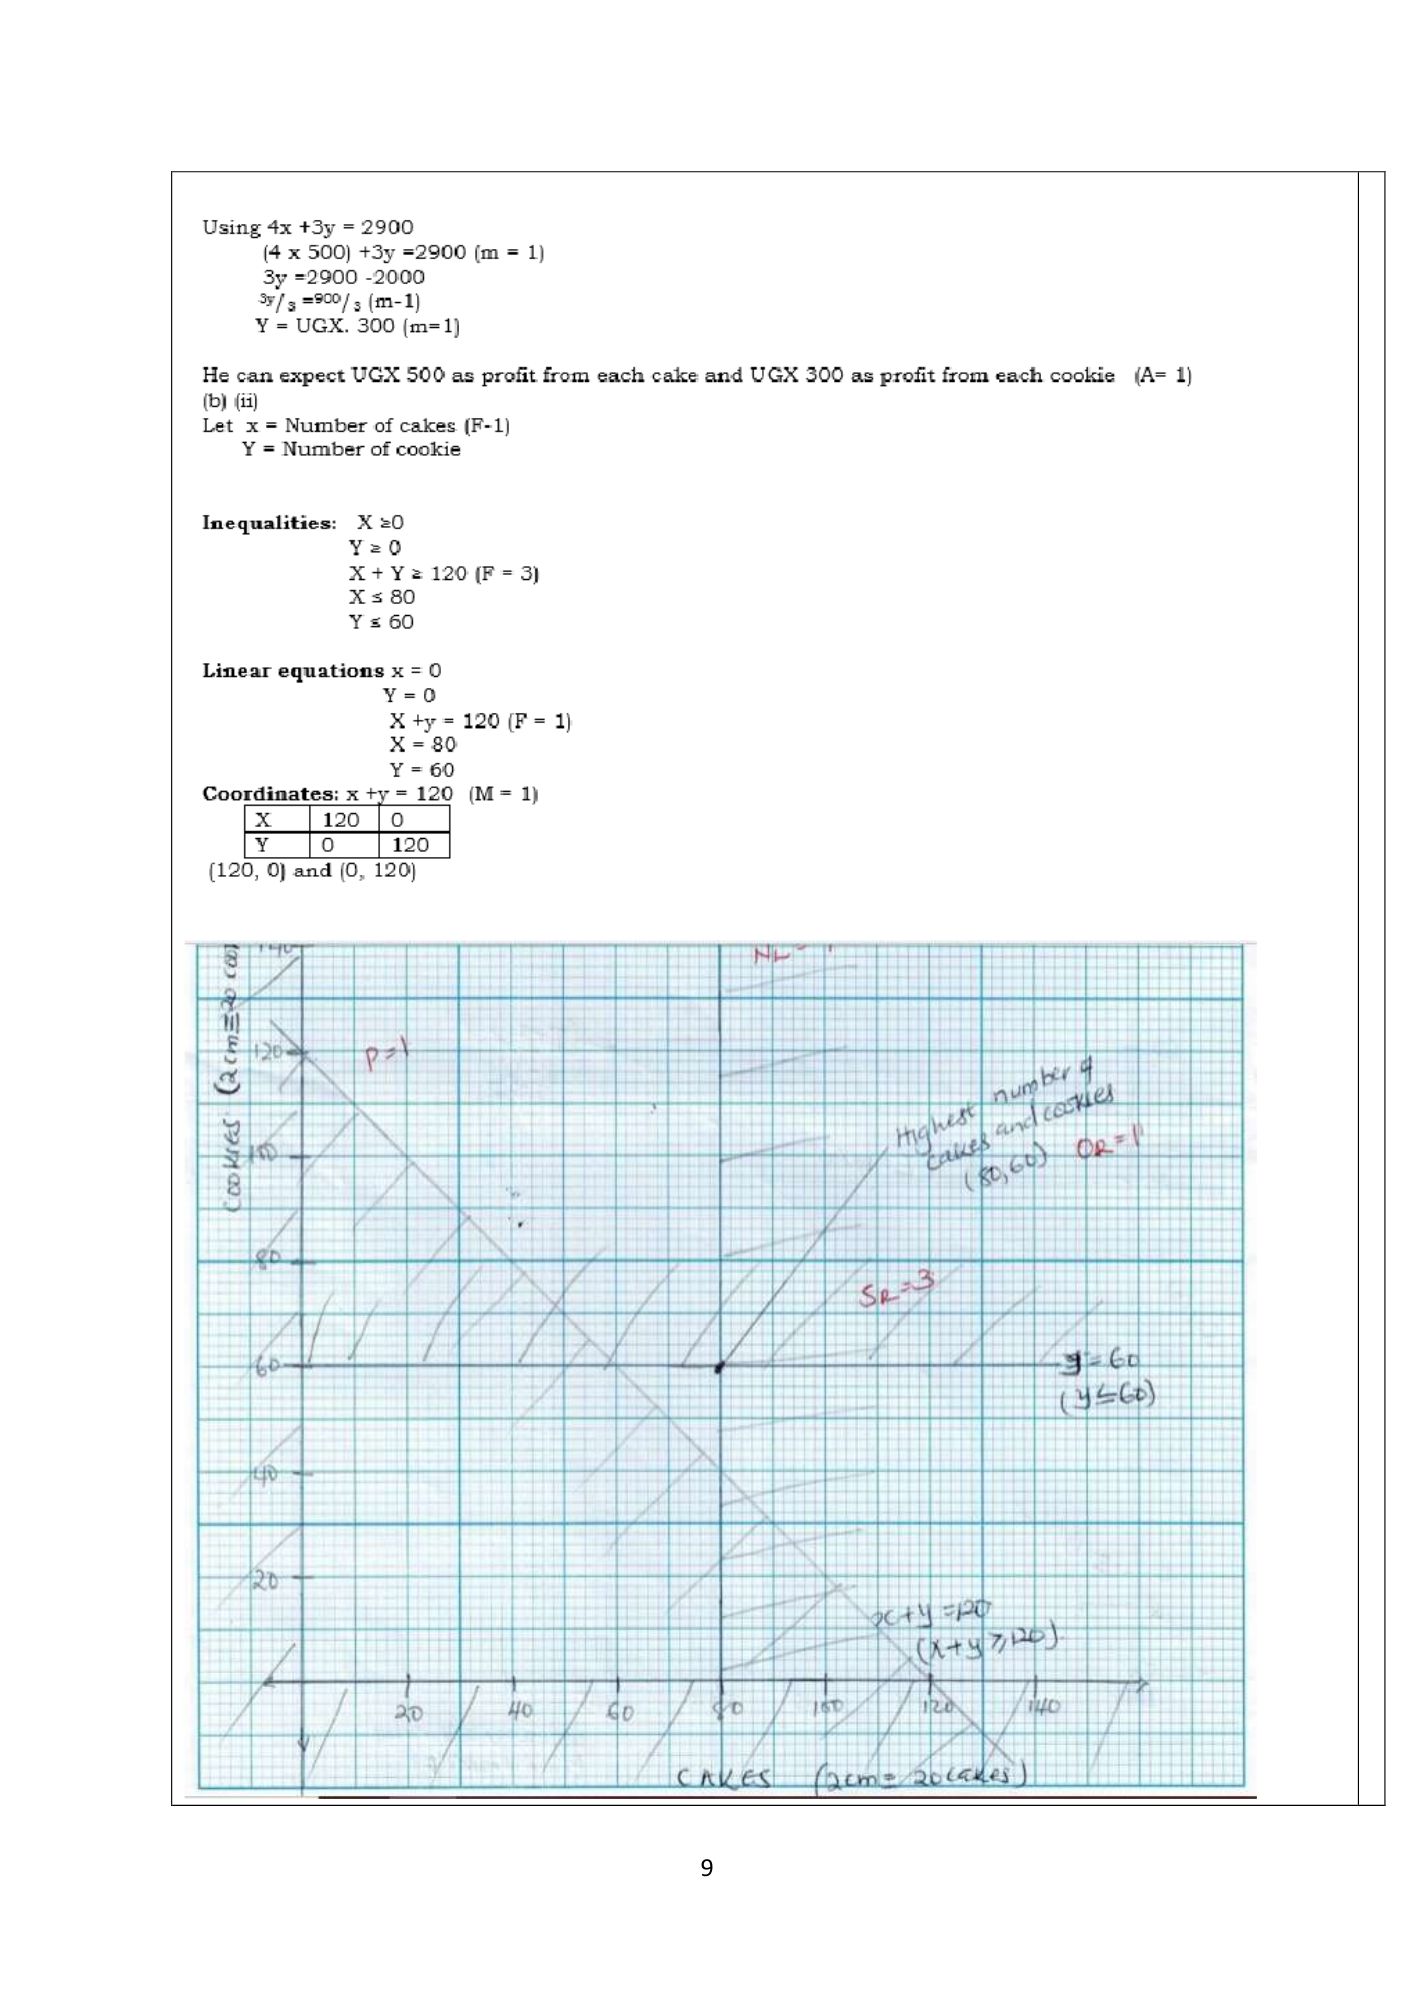 Using 4x +3y = 2900
(4 x 500) +3y =2900 (m = 1)
3y =2900 -2000
3y/3 =900/3 (m-1)
Y = UGX. 300 (m=1)
He can expect UGX 500 as profit from each cake and UGX 300 as profit from each cookie (A= 1)
(b) (ii)
Let x = Number of cakes (F-1)
Y = Number of cookie
Inequalities: X ≥0
Y ≥ 0
X + Y ≥ 120 (F = 3)
X ≤ 80
Y ≤ 60
Linear equations x = 0
Y = 0
X +y = 120 (F = 1)
X = 80
Y = 60
Coordinates: x +y = 120 (M = 1)
X 120 0
Y 0 120
(120, 0) and (0, 120)
140
120
100
80
60
40
20
COOKIES (2cm≡20
P=1
Highest number of
cakes and cookies
(80,60) OR=1
SR=3
y=60
(y≤60)
x+y=120
(x+y≥120)
20 40 60 80 100 120 140
CAKES (2cm≡20cakes)
9